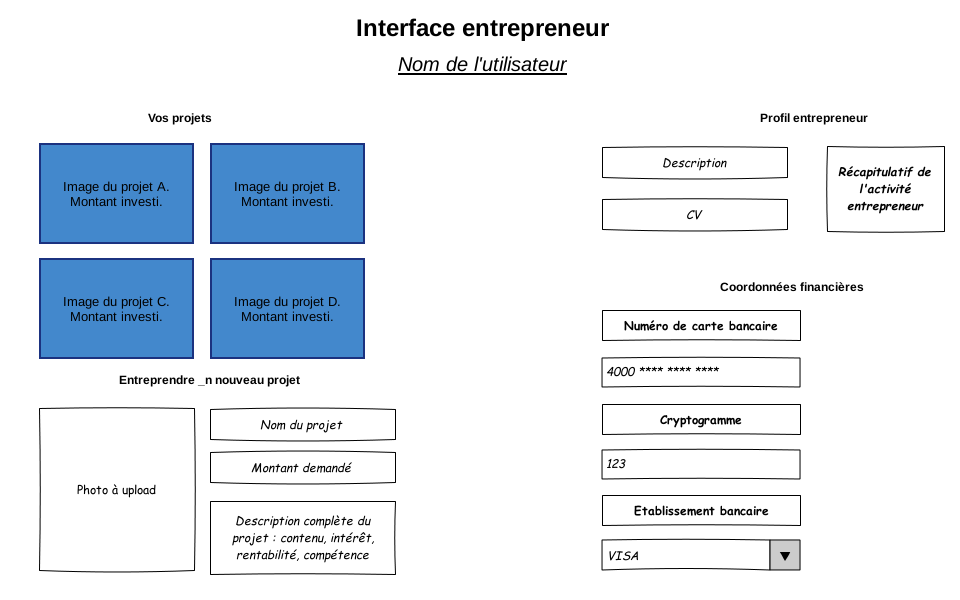 Interface entrepreneur
Nom de l'utilisateur
Vos projets
Image du projet A.
Montant investi.
Image du projet B.
Montant investi.
Image du projet C.
Montant investi.
Image du projet D.
Montant investi.
Entreprendre _n nouveau projet
Photo à upload
Nom du projet
Montant demandé
Description complète du
projet : contenu, intérêt,
rentabilité, compétence
Profil entrepreneur
Description
CV
Récapitulatif de
l'activité
entrepreneur
Coordonnées financières
Numéro de carte bancaire
4000 **** **** ****
Cryptogramme
123
Etablissement bancaire
VISA